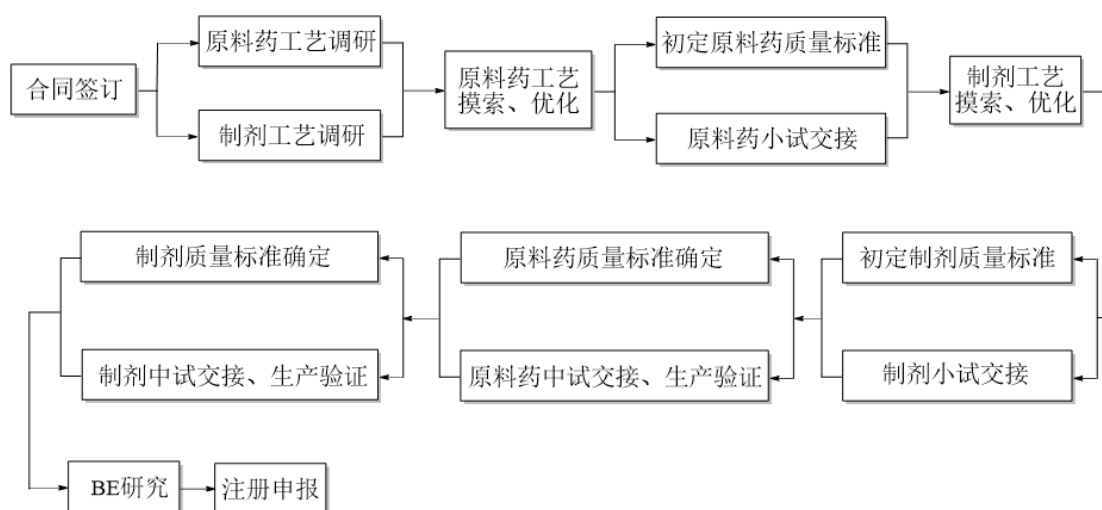 原料药工艺调研
初定原料药质量标准
合同签订
原料药工艺
摸索、优化
制剂工艺
摸索、优化
制剂工艺调研
原料药小试交接
制剂质量标准确定
原料药质量标准确定
初定制剂质量标准
制剂中试交接、生产验证
原料药中试交接、生产验证
制剂小试交接
BE研究
注册申报